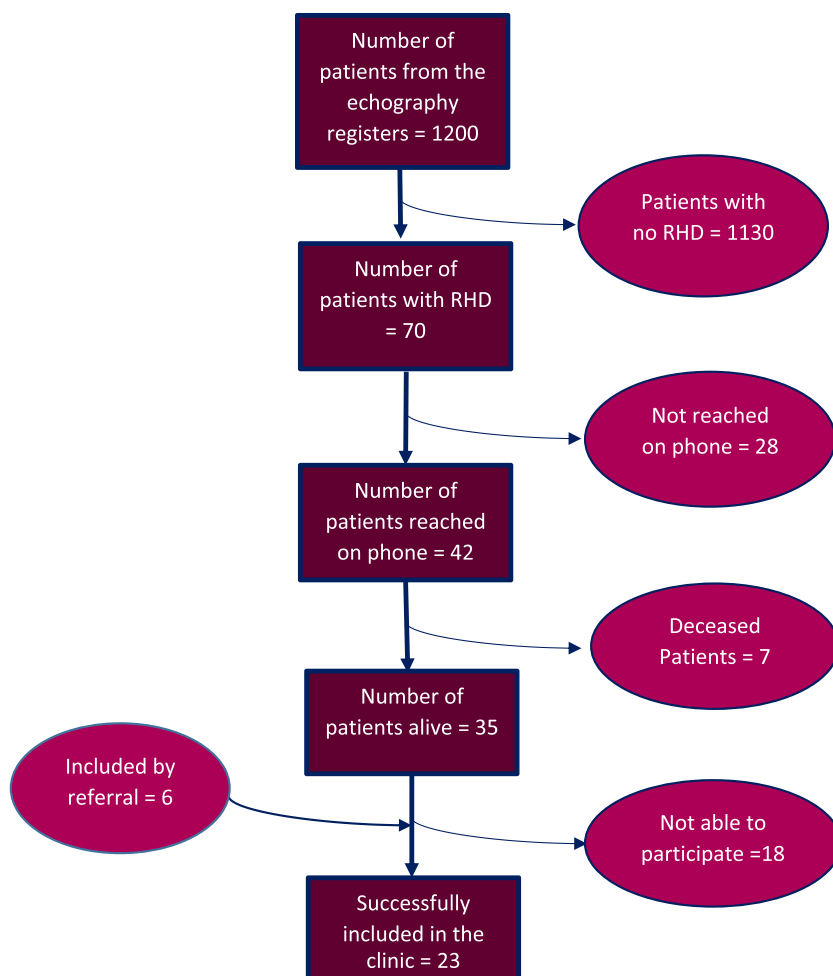 Number of
patients from the
echography
registers = 1200
Patients with
no RHD = 1130
Number of
patients with RHD
= 70
Not reached
on phone = 28
Number of
patients reached
on phone = 42
Deceased
Patients = 7
Number of
patients alive = 35
Included by
referral = 6
Not able to
participate =18
Successfully
included in the
clinic = 23